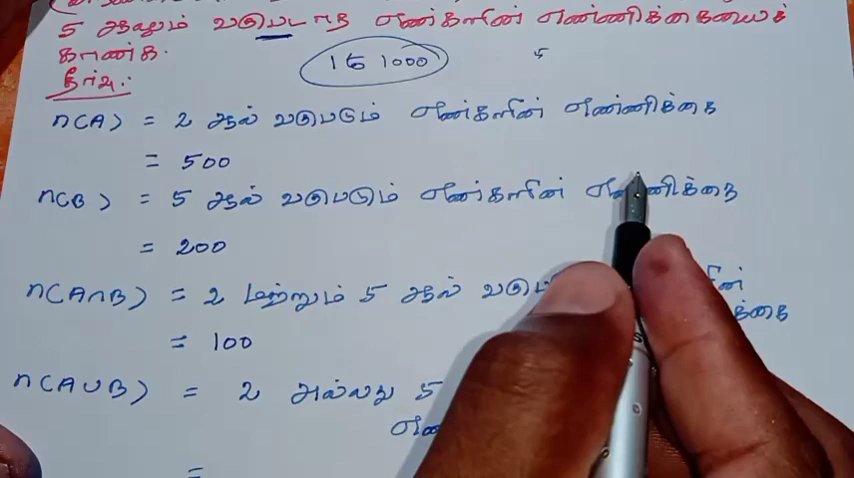 5 ஆலும் வகுபடாத எண்களின் எண்ணிக்கையைக்
காண்க.
தீர்வு:
1 டு 1000
5
n(A) = 2 ஆல் வகுபடும் எண்களின் எண்ணிக்கை
= 500
n(B) = 5 ஆல் வகுபடும் எண்களின்
= 200
n(A∩B) = 2 மற்றும் 5 ஆல்
= 100
n(A∪B) = 2 அல்லது 5
=